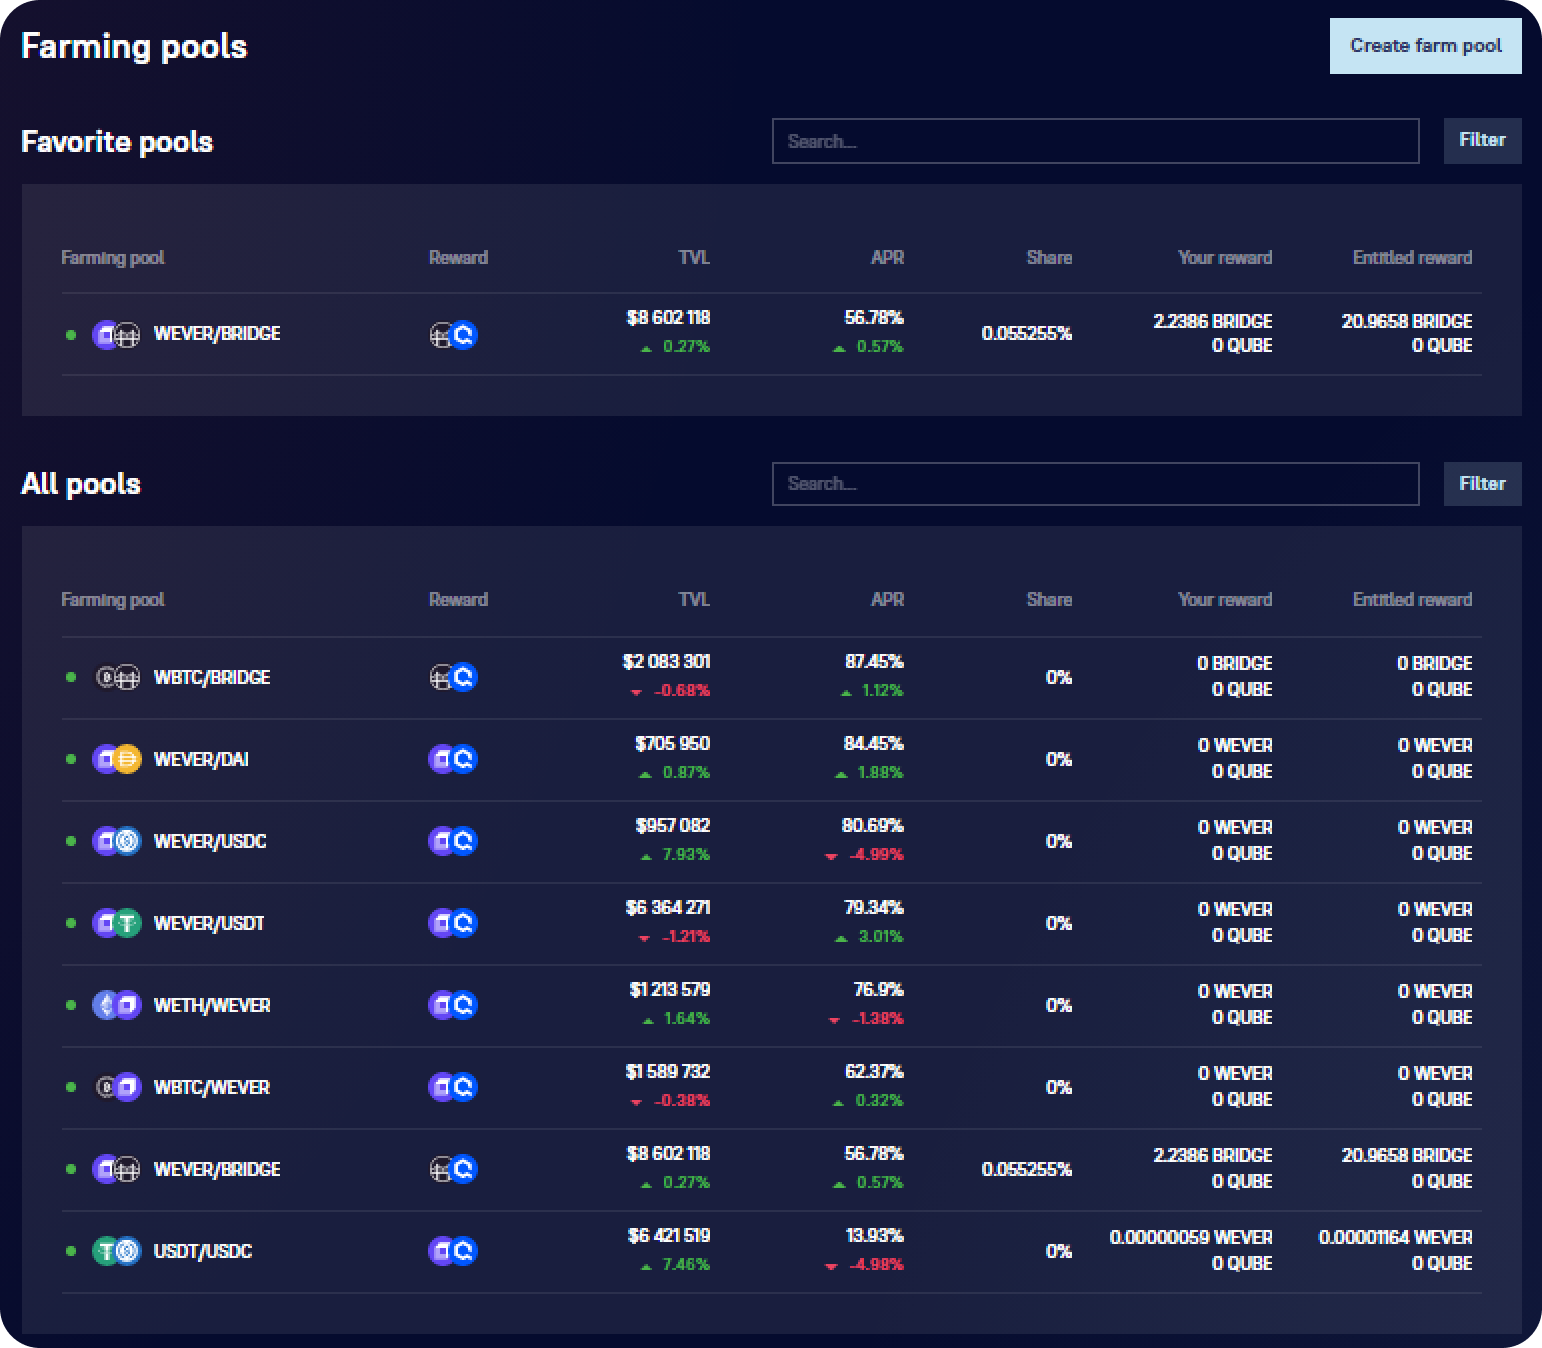 Farming pools
Create farm pool
Favorite pools
Search...
Filter
Farming pool Reward TVL APR Share Your reward Entitled reward
WEVER/BRIDGE $8 602 118 56.78% 0.055255% 2.2386 BRIDGE 20.9658 BRIDGE
0.27% 0.57% 0 QUBE 0 QUBE
All pools
Search...
Filter
Farming pool Reward TVL APR Share Your reward Entitled reward
WBTC/BRIDGE $2 083 301 87.45% 0% 0 BRIDGE 0 BRIDGE
-0.68% 1.12% 0 QUBE 0 QUBE
WEVER/DAI $705 950 84.45% 0% 0 WEVER 0 WEVER
0.87% 1.88% 0 QUBE 0 QUBE
WEVER/USDC $957 082 80.69% 0% 0 WEVER 0 WEVER
7.93% -4.99% 0 QUBE 0 QUBE
WEVER/USDT $6 364 271 79.34% 0% 0 WEVER 0 WEVER
-1.21% 3.01% 0 QUBE 0 QUBE
WETH/WEVER $1 213 579 76.9% 0% 0 WEVER 0 WEVER
1.64% -1.38% 0 QUBE 0 QUBE
WBTC/WEVER $1 589 732 62.37% 0% 0 WEVER 0 WEVER
-0.38% 0.32% 0 QUBE 0 QUBE
WEVER/BRIDGE $8 602 118 56.78% 0.055255% 2.2386 BRIDGE 20.9658 BRIDGE
0.27% 0.57% 0 QUBE 0 QUBE
USDT/USDC $6 421 519 13.93% 0% 0.00000059 WEVER 0.00001164 WEVER
7.46% -4.98% 0 QUBE 0 QUBE